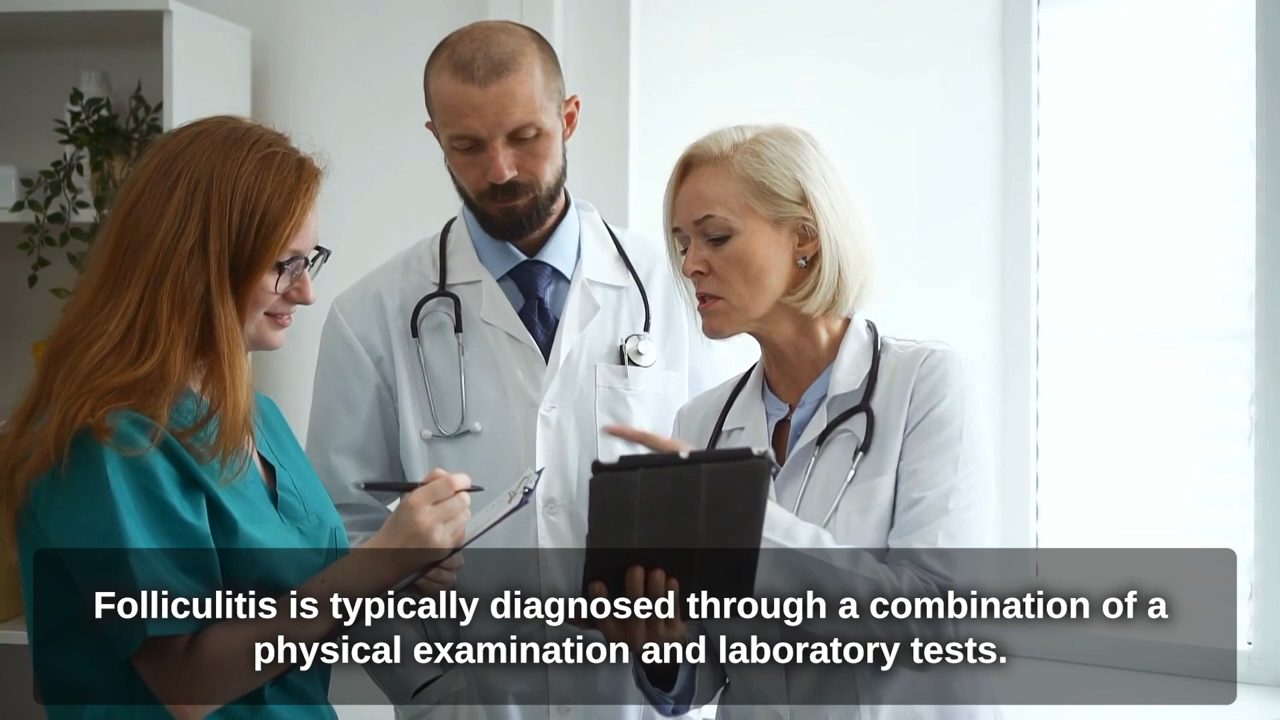 Folliculitis is typically diagnosed through a combination of a
physical examination and laboratory tests.